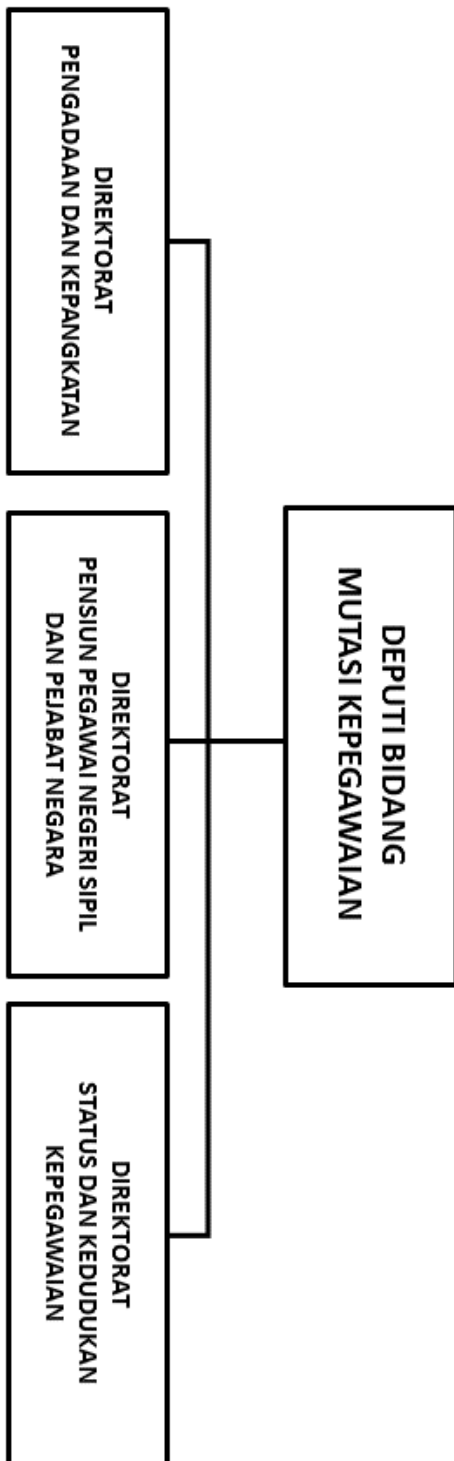 DEPUTI BIDANG
MUTASI KEPEGAWAIAN
DIREKTORAT
PENGADAAN DAN KEPANGKATAN
DIREKTORAT
PENSIUN PEGAWAI NEGERI SIPIL
DAN PEJABAT NEGARA
DIREKTORAT
STATUS DAN KEDUDUKAN
KEPEGAWAIAN